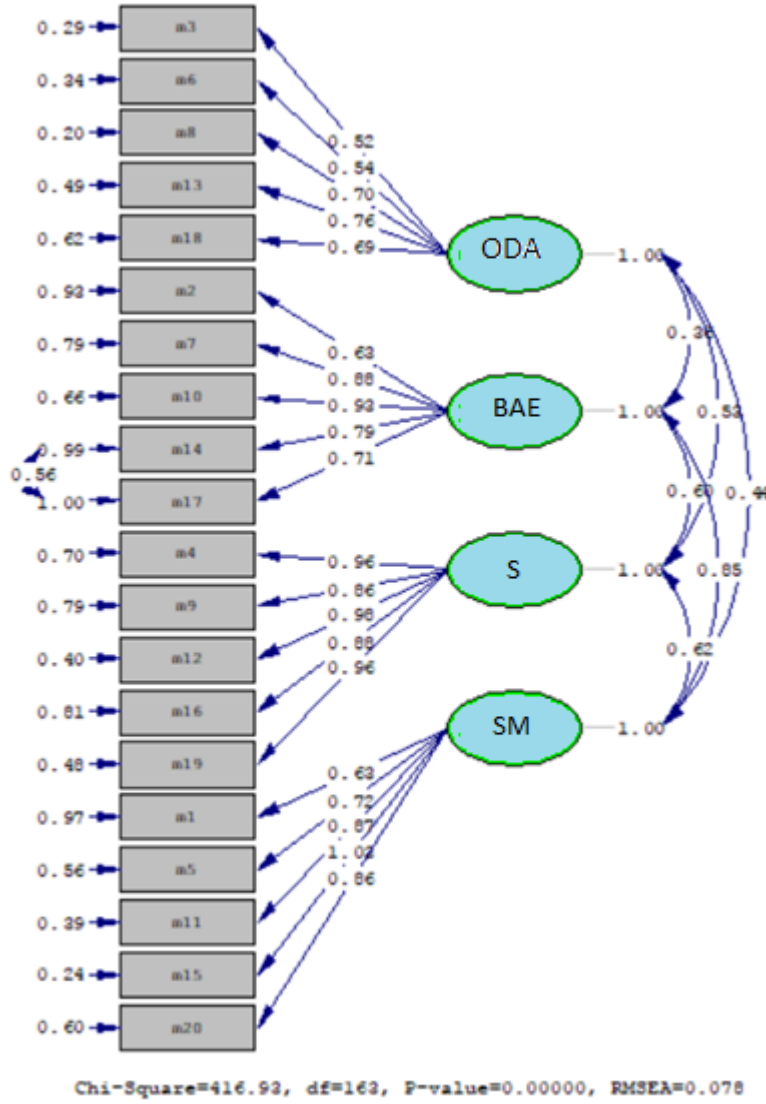 0.29 m3
0.34 m6
0.20 m8
0.49 m13
0.62 m18
0.93 m2
0.79 m7
0.66 m10
0.99 m14
0.56
1.00 m17
0.70 m4
0.79 m9
0.40 m12
0.81 m16
0.48 m19
0.97 m1
0.56 m5
0.39 m11
0.24 m15
0.60 m20
0.52
0.54
0.70
0.76
0.69
0.63
0.88
0.93
0.79
0.71
0.96
0.86
0.98
0.88
0.96
0.63
0.72
0.87
0.86
ODA 1.00
BAE 1.00
S 1.00
SM 1.00
0.53
0.60
0.85
0.62
Chi-Square=416.93, df=163, P-value=0.00000, RMSEA=0.078